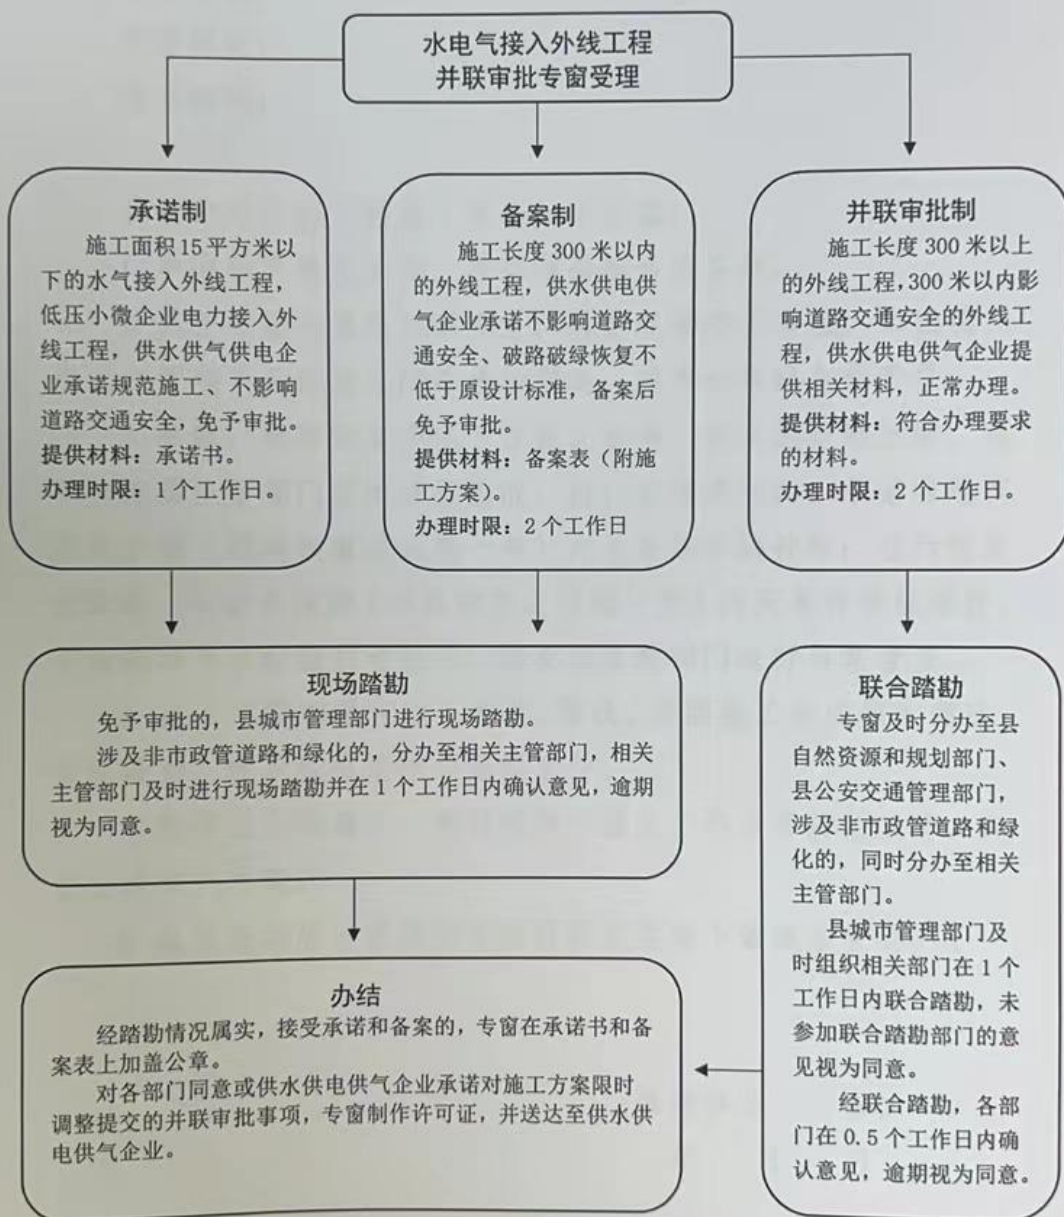 水电气接入外线工程
并联审批专窗受理
承诺制
施工面积15平方米以
下的水气接入外线工程，
低压小微企业电力接入外
线工程，供水供气供电企
业承诺规范施工、不影响
道路交通安全，免予审批。
提供材料：承诺书。
办理时限：1个工作日。
备案制
施工长度300米以内
的外线工程，供水供电供
气企业承诺不影响道路交
通安全、破路破绿恢复不
低于原设计标准，备案后
免予审批。
提供材料：备案表（附施
工方案）。
办理时限：2个工作日
并联审批制
施工长度300米以上
的外线工程，300米以内影
响道路交通安全的外线工
程，供水供电供气企业提
供相关材料，正常办理。
提供材料：符合办理要求
的材料。
办理时限：2个工作日。
现场踏勘
免予审批的，县城市管理部门进行现场踏勘。
涉及非市政管道路和绿化的，分办至相关主管部门，相关
主管部门及时进行现场踏勘并在1个工作日内确认意见，逾期
视为同意。
联合踏勘
专窗及时分办至县
自然资源和规划部门、
县公安交通管理部门，
涉及非市政管道路和绿
化的，同时分办至相关
主管部门。
县城市管理部门及
时组织相关部门在1个
工作日内联合踏勘，未
参加联合踏勘部门的意
见视为同意。
经联合踏勘，各部
门在0.5个工作日内确
认意见，逾期视为同意。
办结
经踏勘情况属实，接受承诺和备案的，专窗在承诺书和备
案表上加盖公章。
对各部门同意或供水供电供气企业承诺对施工方案限时
调整提交的并联审批事项，专窗制作许可证，并送达至供水供
电供气企业。